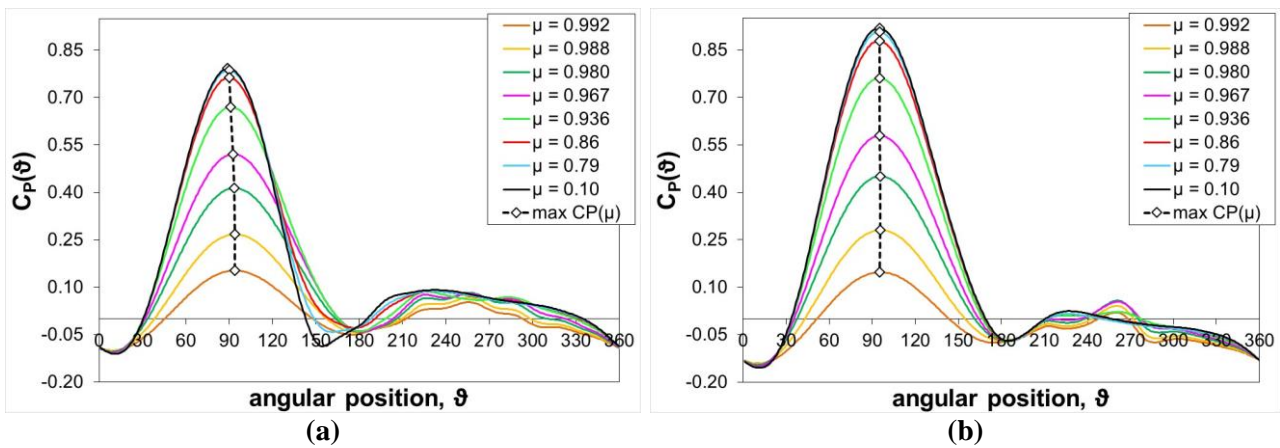 0.85
0.70
0.55
0.40
0.25
0.10
-0.05
-0.20
C_P(ϑ)
0 30 60 90 120 150 180 210 240 270 300 330 360
angular position, ϑ
μ = 0.992
μ = 0.988
μ = 0.980
μ = 0.967
μ = 0.936
μ = 0.86
μ = 0.79
μ = 0.10
max CP(μ)
(a)
0.85
0.70
0.55
0.40
0.25
0.10
-0.05
-0.20
C_P(ϑ)
0 30 60 90 120 150 180 210 240 270 300 330 360
angular position, ϑ
μ = 0.992
μ = 0.988
μ = 0.980
μ = 0.967
μ = 0.936
μ = 0.86
μ = 0.79
μ = 0.10
max CP(μ)
(b)